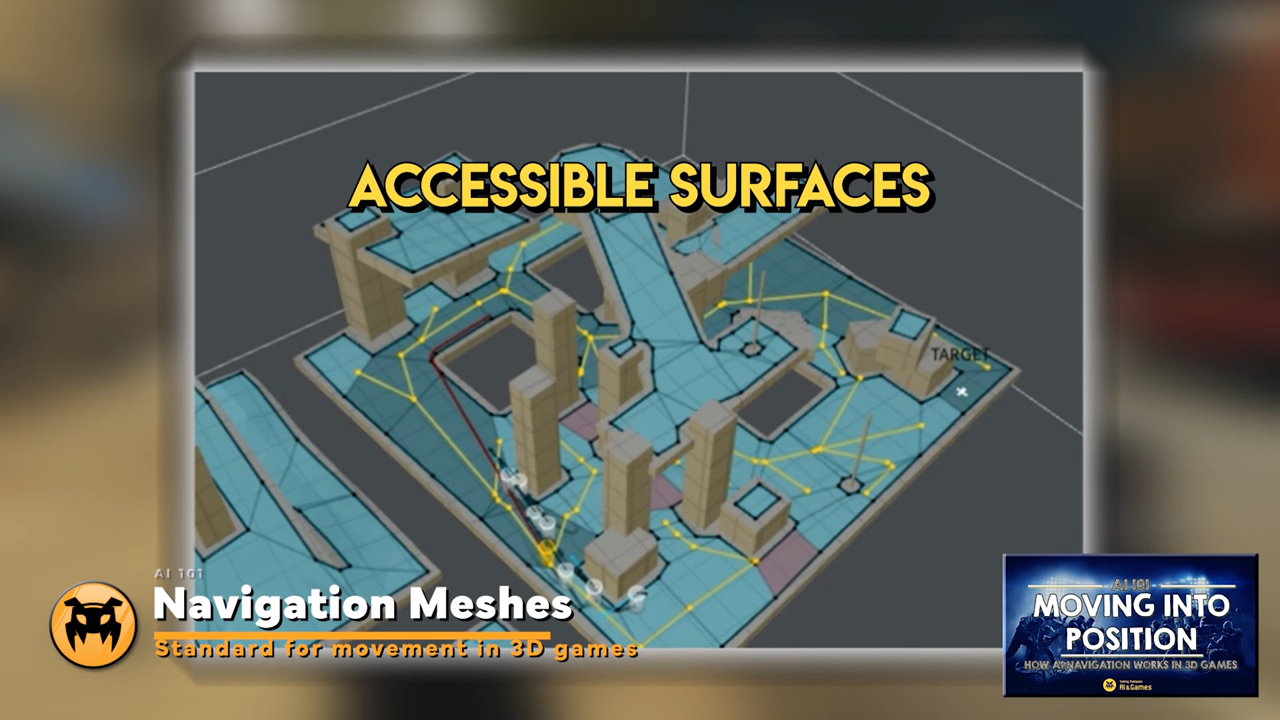 ACCESSIBLE SURFACES
TARGET
AI 101
Navigation Meshes
Standard for movement in 3D games
AI 101
MOVING INTO
POSITION
HOW AI NAVIGATION WORKS IN 3D GAMES
AI & Games